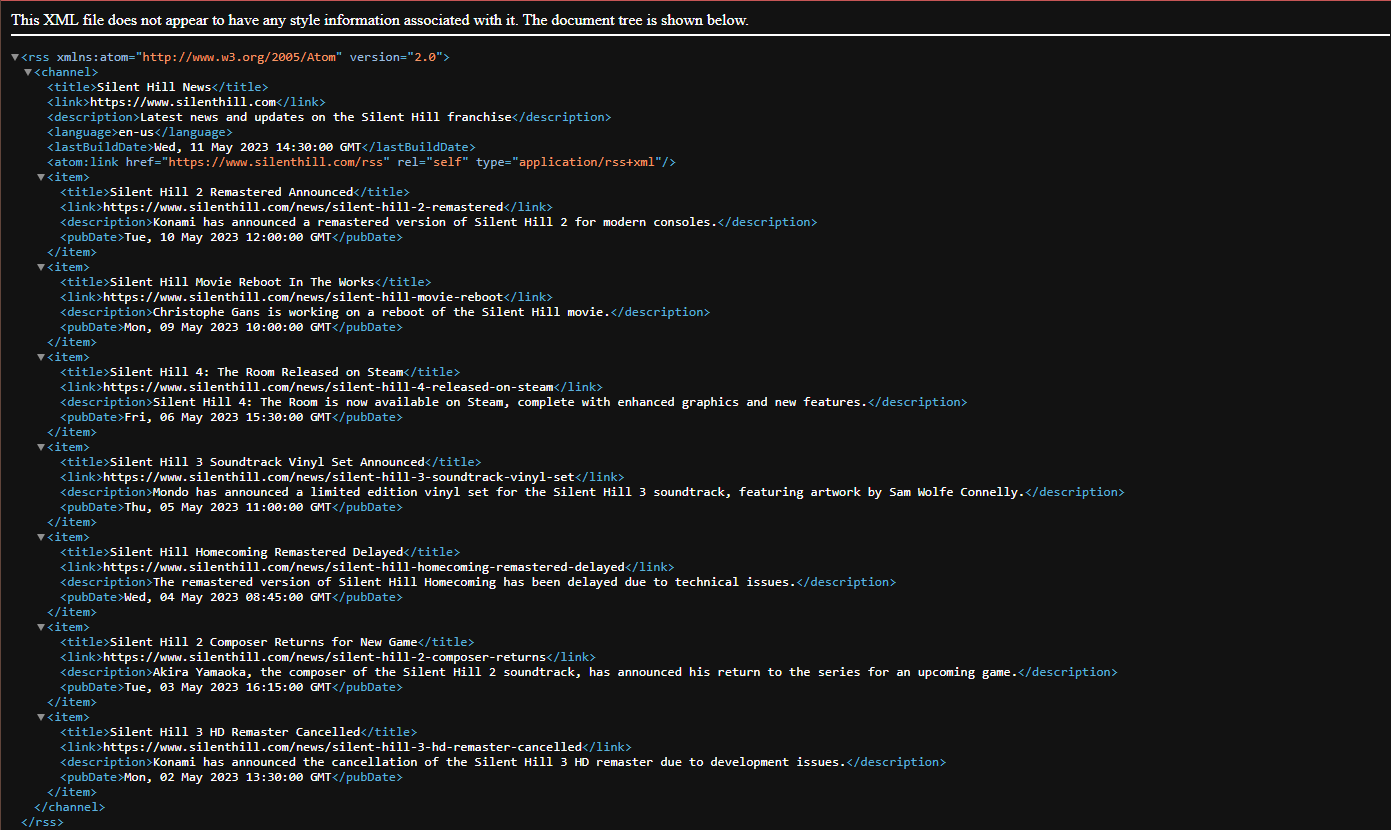 This XML file does not appear to have any style information associated with it. The document tree is shown below.
▼<rss xmlns:atom="http://www.w3.org/2005/Atom" version="2.0">
▼<channel>
<title>Silent Hill News</title>
<link>https://www.silenthill.com</link>
<description>Latest news and updates on the Silent Hill franchise</description>
<language>en-us</language>
<lastBuildDate>Wed, 11 May 2023 14:30:00 GMT</lastBuildDate>
<atom:link href="https://www.silenthill.com/rss" rel="self" type="application/rss+xml"/>
▼<item>
<title>Silent Hill 2 Remastered Announced</title>
<link>https://www.silenthill.com/news/silent-hill-2-remastered</link>
<description>Konami has announced a remastered version of Silent Hill 2 for modern consoles.</description>
<pubDate>Tue, 10 May 2023 12:00:00 GMT</pubDate>
</item>
▼<item>
<title>Silent Hill Movie Reboot In The Works</title>
<link>https://www.silenthill.com/news/silent-hill-movie-reboot</link>
<description>Christophe Gans is working on a reboot of the Silent Hill movie.</description>
<pubDate>Mon, 09 May 2023 10:00:00 GMT</pubDate>
</item>
▼<item>
<title>Silent Hill 4: The Room Released on Steam</title>
<link>https://www.silenthill.com/news/silent-hill-4-released-on-steam</link>
<description>Silent Hill 4: The Room is now available on Steam, complete with enhanced graphics and new features.</description>
<pubDate>Fri, 06 May 2023 15:30:00 GMT</pubDate>
</item>
▼<item>
<title>Silent Hill 3 Soundtrack Vinyl Set Announced</title>
<link>https://www.silenthill.com/news/silent-hill-3-soundtrack-vinyl-set</link>
<description>Mondo has announced a limited edition vinyl set for the Silent Hill 3 soundtrack, featuring artwork by Sam Wolfe Connelly.</description>
<pubDate>Thu, 05 May 2023 11:00:00 GMT</pubDate>
</item>
▼<item>
<title>Silent Hill Homecoming Remastered Delayed</title>
<link>https://www.silenthill.com/news/silent-hill-homecoming-remastered-delayed</link>
<description>The remastered version of Silent Hill Homecoming has been delayed due to technical issues.</description>
<pubDate>Wed, 04 May 2023 08:45:00 GMT</pubDate>
</item>
▼<item>
<title>Silent Hill 2 Composer Returns for New Game</title>
<link>https://www.silenthill.com/news/silent-hill-2-composer-returns</link>
<description>Akira Yamaoka, the composer of the Silent Hill 2 soundtrack, has announced his return to the series for an upcoming game.</description>
<pubDate>Tue, 03 May 2023 16:15:00 GMT</pubDate>
</item>
▼<item>
<title>Silent Hill 3 HD Remaster Cancelled</title>
<link>https://www.silenthill.com/news/silent-hill-3-hd-remaster-cancelled</link>
<description>Konami has announced the cancellation of the Silent Hill 3 HD remaster due to development issues.</description>
<pubDate>Mon, 02 May 2023 13:30:00 GMT</pubDate>
</item>
</channel>
</rss>